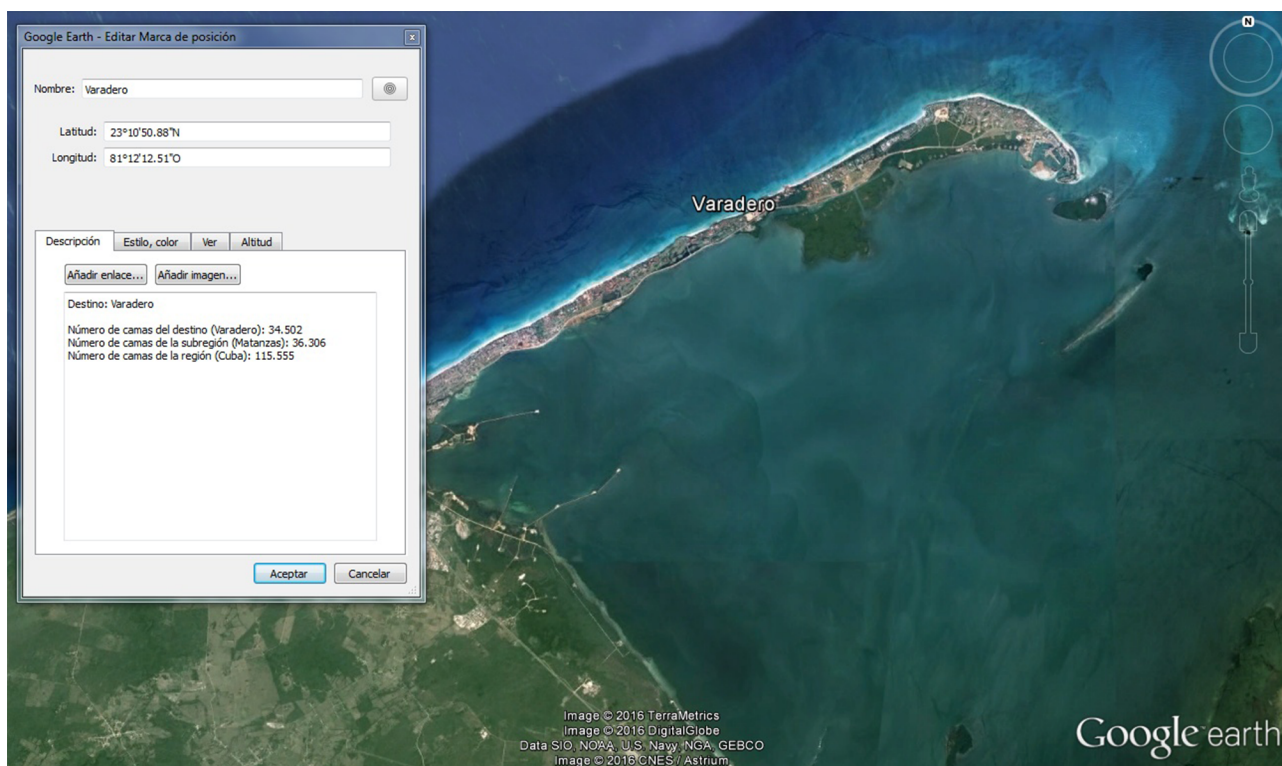 Google Earth - Editar Marca de posición
x
Nombre: Varadero
Latitud: 23°10'50.88"N
Longitud: 81°12'12.51"O
Descripción Estilo, color Ver Altitud
Añadir enlace... Añadir imagen...
Destino: Varadero
Número de camas del destino (Varadero): 34.502
Número de camas de la subregión (Matanzas): 36.306
Número de camas de la región (Cuba): 115.555
Aceptar Cancelar
N
Varadero
Image © 2016 TerraMetrics
Image © 2016 DigitalGlobe
Data SIO, NOAA, U.S. Navy, NGA, GEBCO
Image © 2016 CNES / Astrium
Google earth